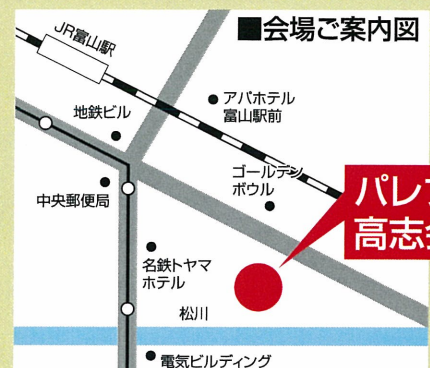 ■会場ご案内図
JR富山駅
アパホテル
富山駅前
地鉄ビル
ゴールデン
ボウル
中央郵便局
パレブ
高志会
名鉄トヤマ
ホテル
松川
電気ビルディング